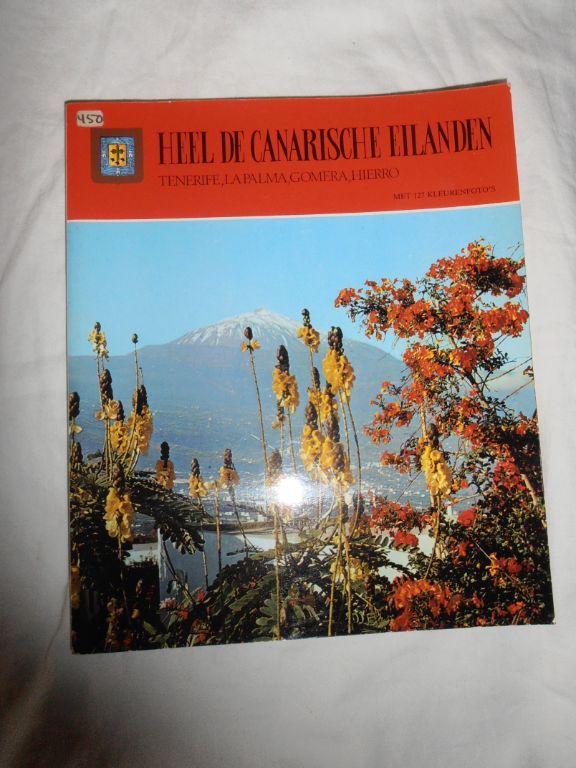 450
HEEL DE CANARISCHE EILANDEN
TENERIFE, LA PALMA, GOMERA, HIERRO
MET 127 KLEURENFOTO'S